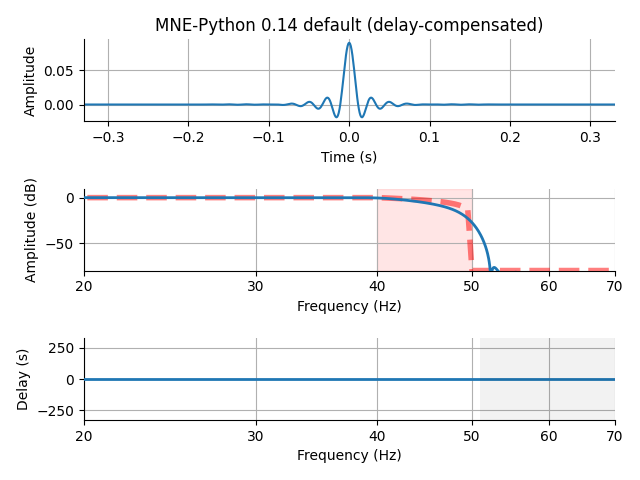 MNE-Python 0.14 default (delay-compensated)
Amplitude
0.05
0.00
−0.3 −0.2 −0.1 0.0 0.1 0.2 0.3
Time (s)
Amplitude (dB)
0
−50
20 30 40 50 60 70
Frequency (Hz)
Delay (s)
250
0
−250
20 30 40 50 60 70
Frequency (Hz)